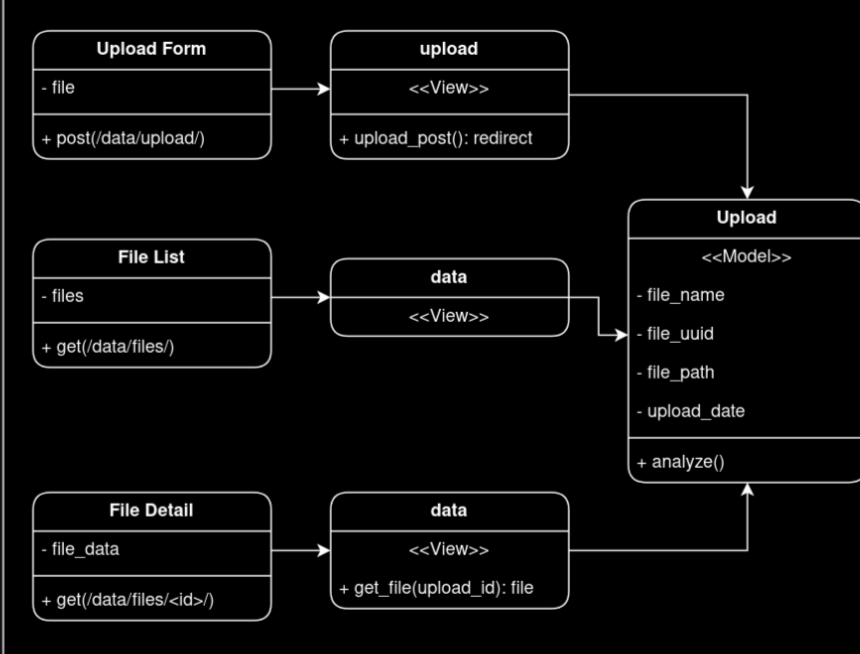 Upload Form
- file
+ post(/data/upload/)
upload
<<View>>
+ upload_post(): redirect
File List
- files
+ get(/data/files/)
data
<<View>>
Upload
<<Model>>
- file_name
- file_uuid
- file_path
- upload_date
+ analyze()
File Detail
- file_data
+ get(/data/files/<id>/)
data
<<View>>
+ get_file(upload_id): file